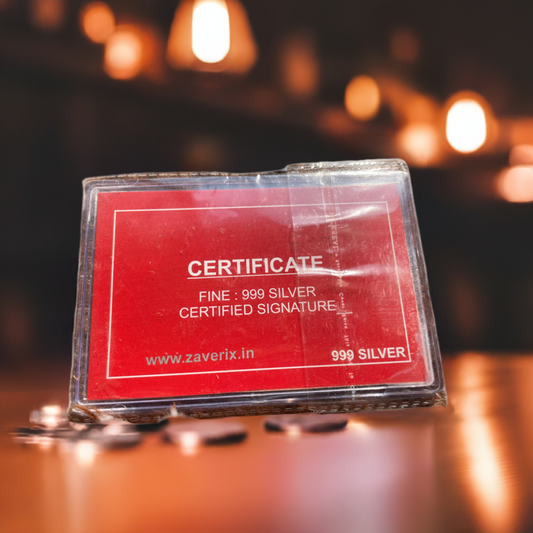 CERTIFICATE
FINE : 999 SILVER
CERTIFIED SIGNATURE
www.zaverix.in
999 SILVER